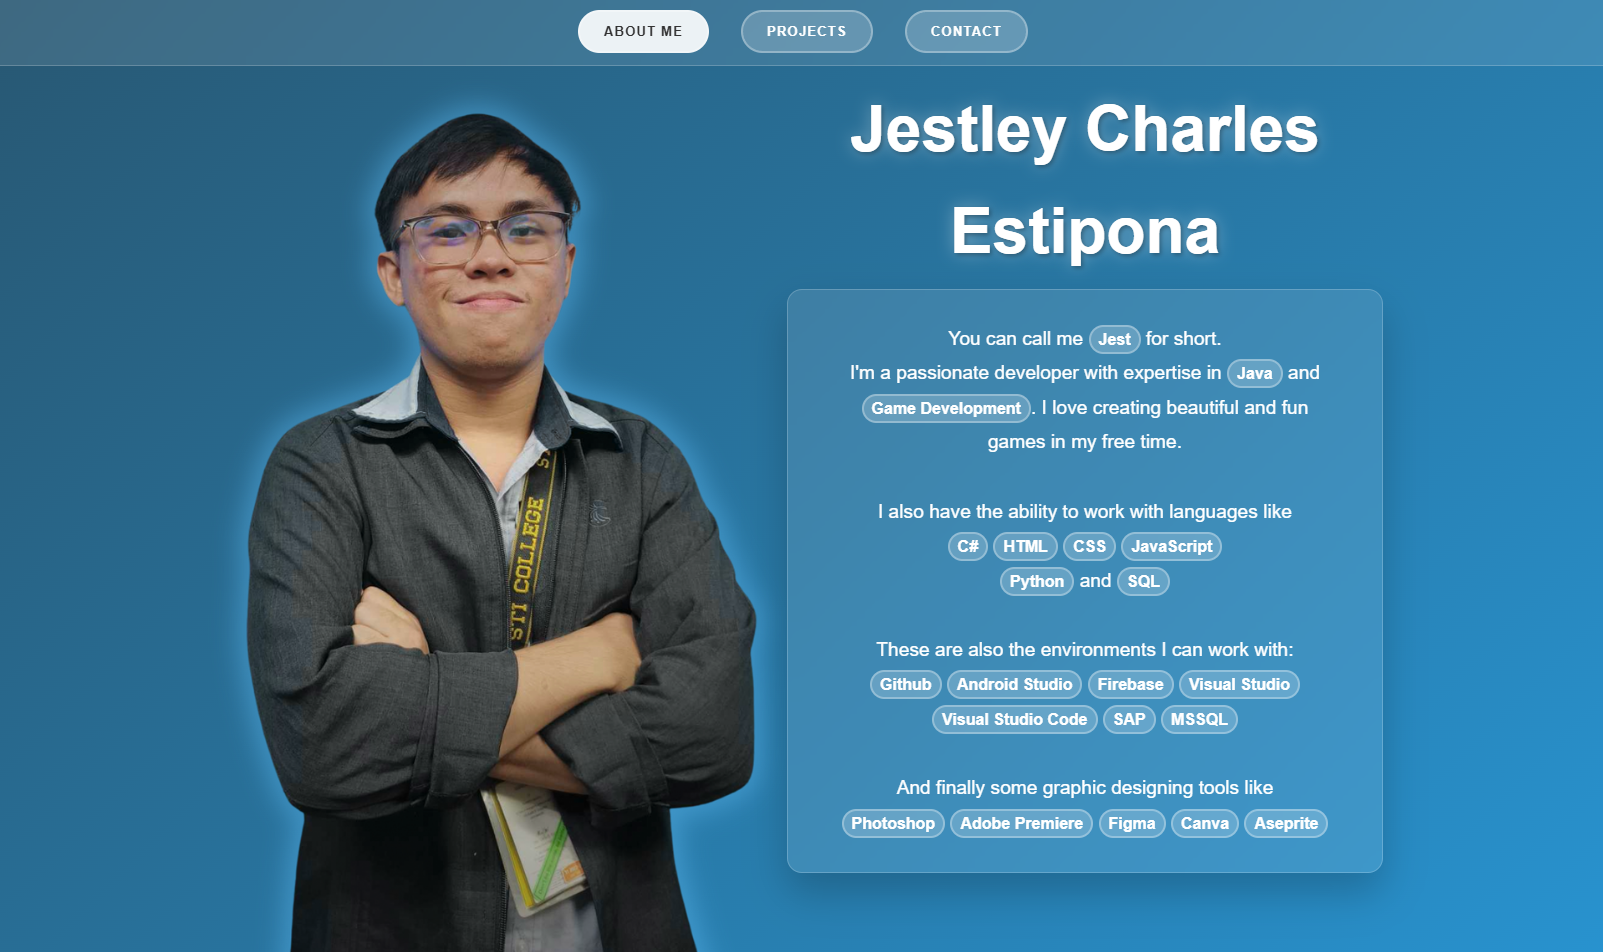 ABOUT ME
PROJECTS
CONTACT
Jestley Charles
Estipona
You can call me Jest for short.
I'm a passionate developer with expertise in Java and
Game Development. I love creating beautiful and fun
games in my free time.
I also have the ability to work with languages like
C# HTML CSS JavaScript
Python and SQL
These are also the environments I can work with:
Github Android Studio Firebase Visual Studio
Visual Studio Code SAP MSSQL
And finally some graphic designing tools like
Photoshop Adobe Premiere Figma Canva Aseprite
STI COLLEGE